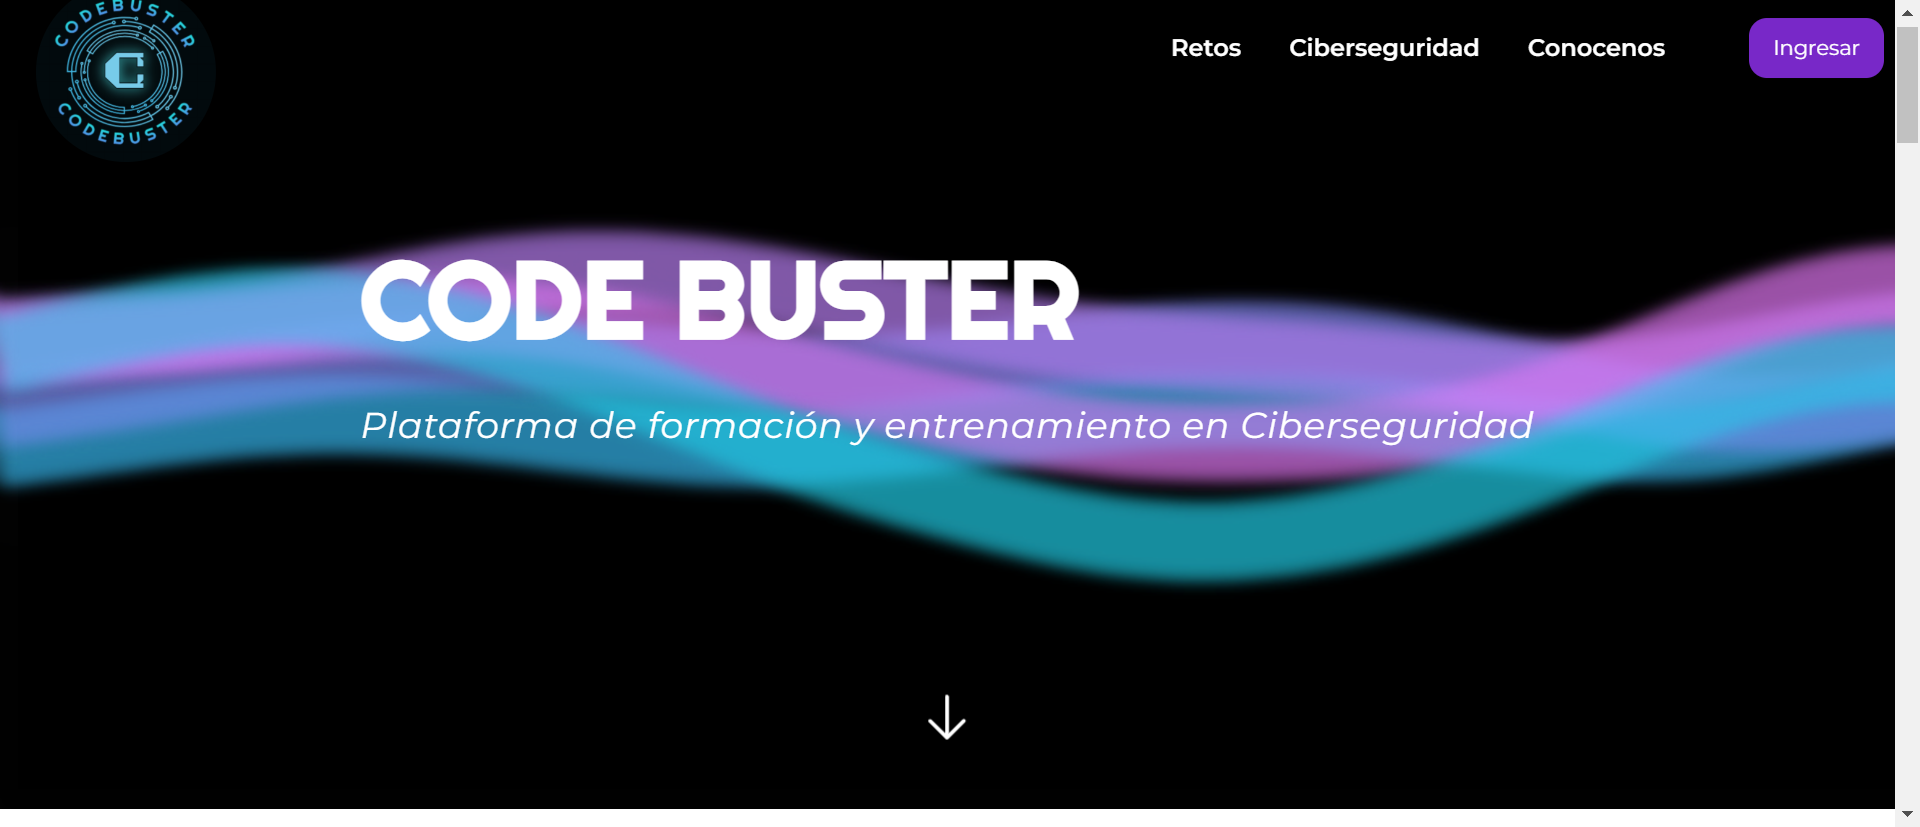 CODEBUSTER
C
CODEBUSTER
Retos
Ciberseguridad
Conocenos
Ingresar
CODE BUSTER
Plataforma de formación y entrenamiento en Ciberseguridad